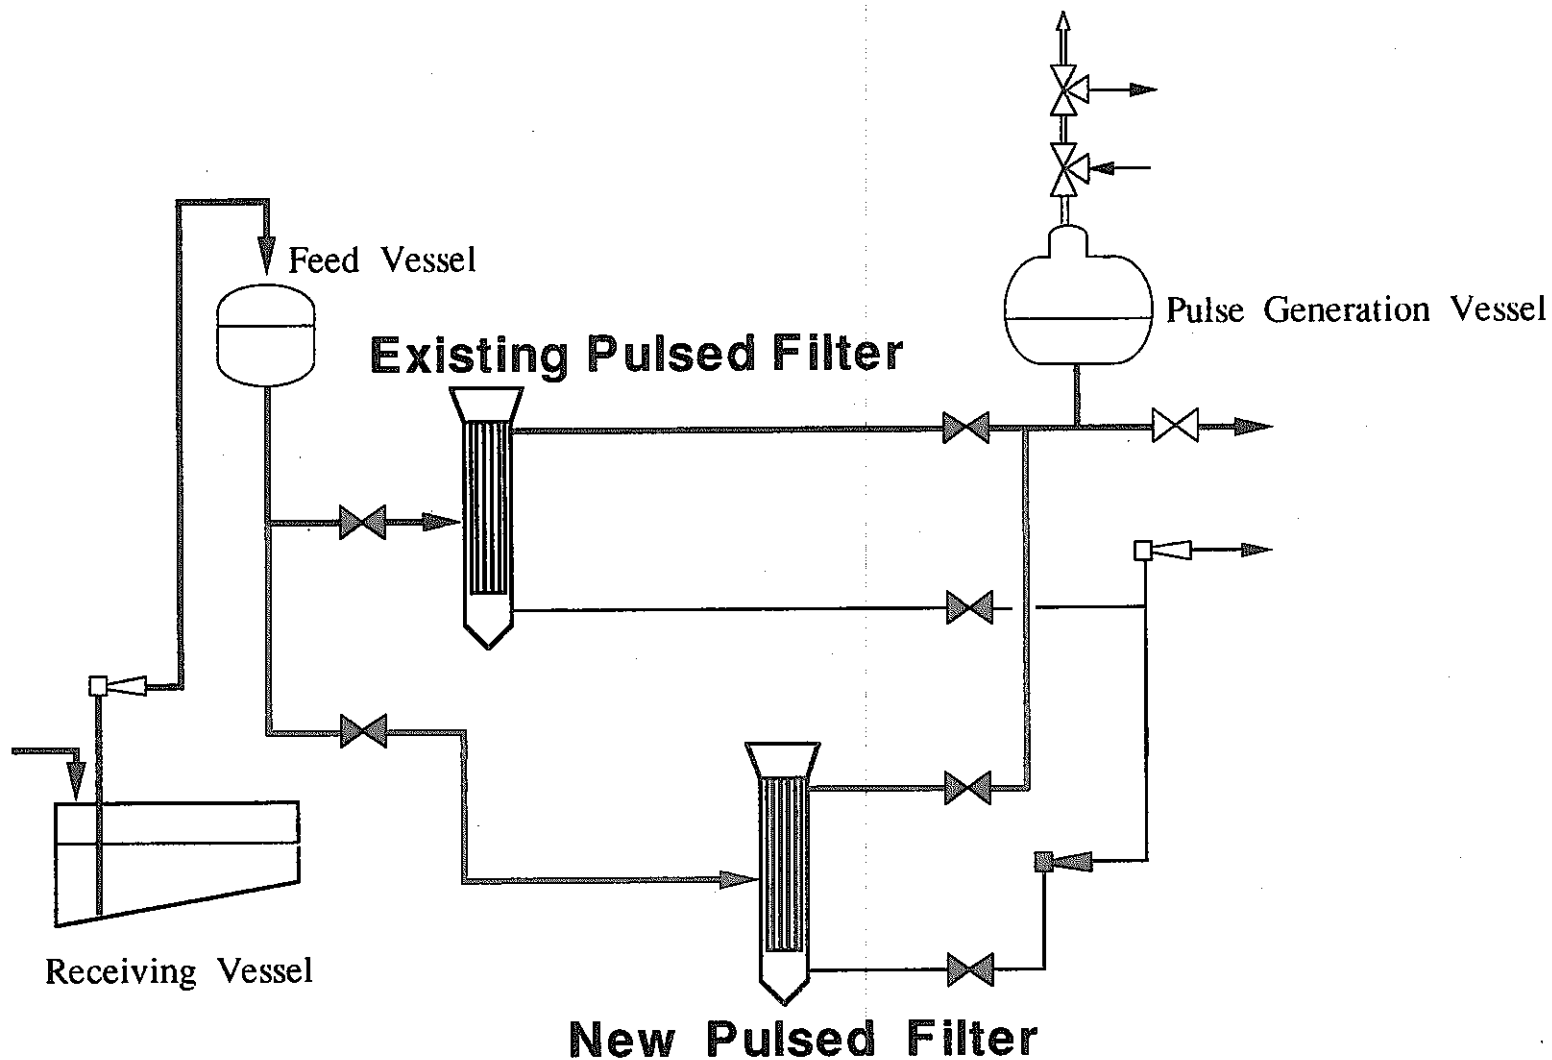 Feed Vessel
Pulse Generation Vessel
Existing Pulsed Filter
Receiving Vessel
New Pulsed Filter